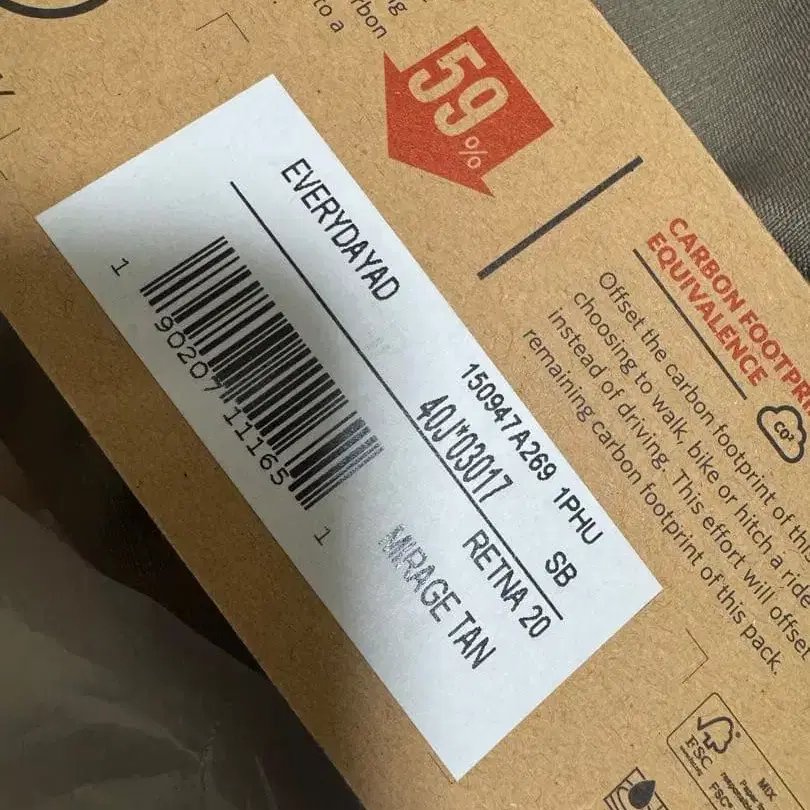 to a
59%
EVERYDAYAD
150947A269 1PHU SB
40J*03017 RETNA 20
MIRAGE TAN
1 90207 11165 1
CARBON FOOTPRI
EQUIVALENCE
CO²
Offset the carbon footprint of thi
choosing to walk, bike or hitch a ride
instead of driving. This effort will offset
remaining carbon footprint of this pack.
FSC
MIX